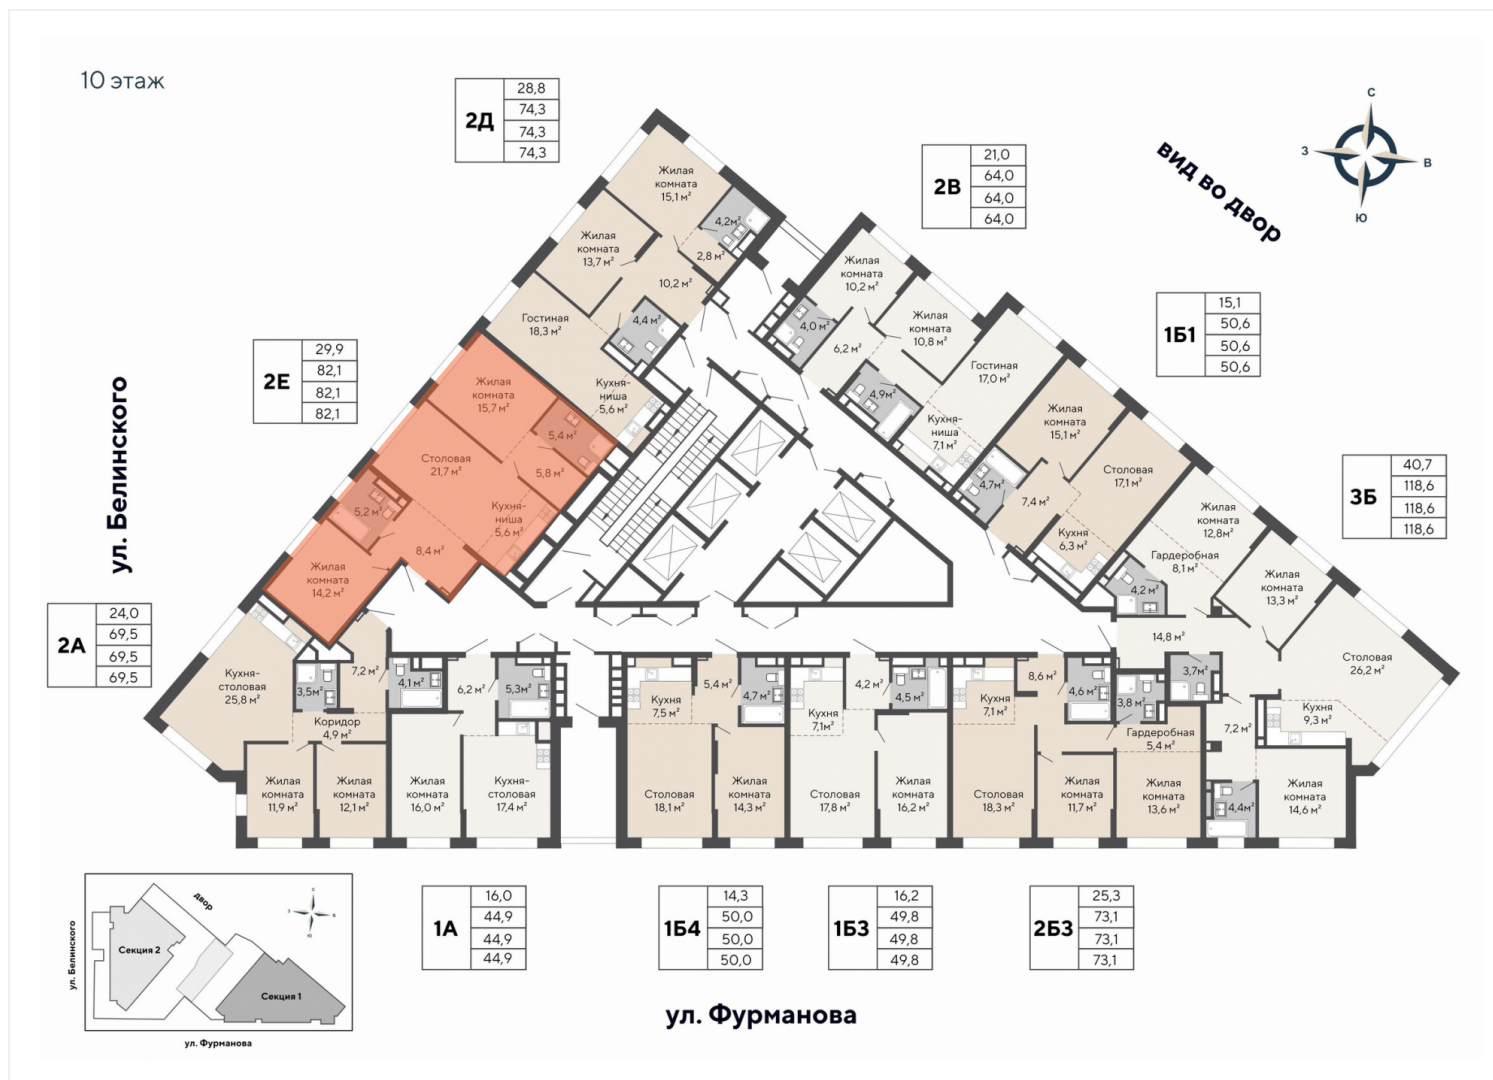 10 этаж
2Д
28,8
74,3
74,3
74,3
2В
21,0
64,0
64,0
64,0
вид во двор
С
З
В
Ю
1Б1
15,1
50,6
50,6
50,6
2Е
29,9
82,1
82,1
82,1
3Б
40,7
118,6
118,6
118,6
ул. Белинского
2А
24,0
69,5
69,5
69,5
Жилая
комната
15,1 м²
4,2м²
2,8 м²
Жилая
комната
13,7 м²
10,2 м²
Гостиная
18,3 м²
4,4 м²
Кухня-
ниша
5,6 м²
Жилая
комната
15,7 м²
5,4 м²
5,8 м²
Столовая
21,7 м²
5,2 м²
Кухня-
ниша
5,6 м²
8,4 м²
Жилая
комната
14,2 м²
Жилая
комната
10,2 м²
4,0 м²
6,2 м²
Жилая
комната
10,8 м²
4,9м²
Гостиная
17,0 м²
Кухня-
ниша
7,1 м²
Жилая
комната
15,1 м²
4,7м²
7,4 м²
Столовая
17,1 м²
Кухня
6,3 м²
Жилая
комната
12,8м²
Гардеробная
8,1 м²
4,2 м²
Жилая
комната
13,3 м²
14,8 м²
3,7м²
Столовая
26,2 м²
Кухня
9,3 м²
7,2 м²
4,4м²
Жилая
комната
14,6 м²
Кухня-
столовая
25,8 м²
3,5м²
7,2 м²
Коридор
4,9 м²
Жилая
комната
11,9 м²
Жилая
комната
12,1 м²
4,1 м²
6,2 м²
5,3м²
Жилая
комната
16,0 м²
Кухня-
столовая
17,4 м²
Кухня
7,5 м²
5,4 м²
4,7 м²
Столовая
18,1 м²
Жилая
комната
14,3 м²
Кухня
7,1м²
4,2 м²
4,5 м²
Столовая
17,8 м²
Жилая
комната
16,2 м²
Кухня
7,1 м²
8,6 м²
4,6 м²
Столовая
18,3 м²
Жилая
комната
11,7 м²
3,8 м²
Гардеробная
5,4 м²
Жилая
комната
13,6 м²
1А
16,0
44,9
44,9
44,9
1Б4
14,3
50,0
50,0
50,0
1Б3
16,2
49,8
49,8
49,8
2Б3
25,3
73,1
73,1
73,1
ул. Фурманова
двор
ул. Белинского
Секция 2
Секция 1
С
З
В
Ю
ул. Фурманова